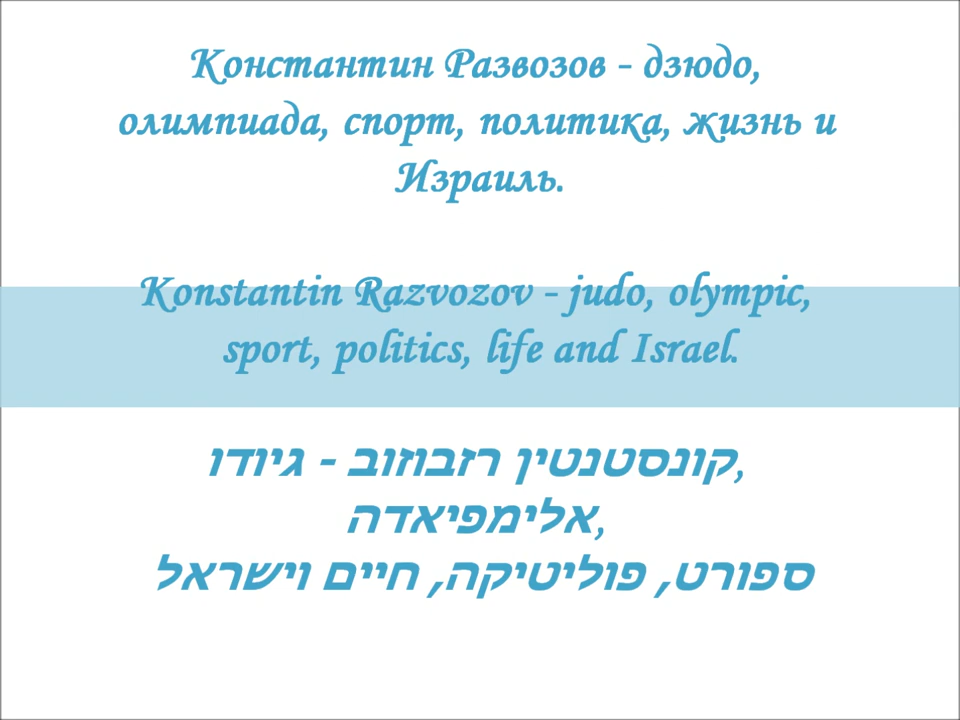 Константин Развозов - дзюдо,
олимпиада, спорт, политика, жизнь и
Израиль.
Konstantin Razvozov - judo, olympic,
sport, politics, life and Israel.
קונסטנטין רזבוזוב - גיודו,
אלימפיאדה,
ספורט, פוליטיקה, חיים וישראל